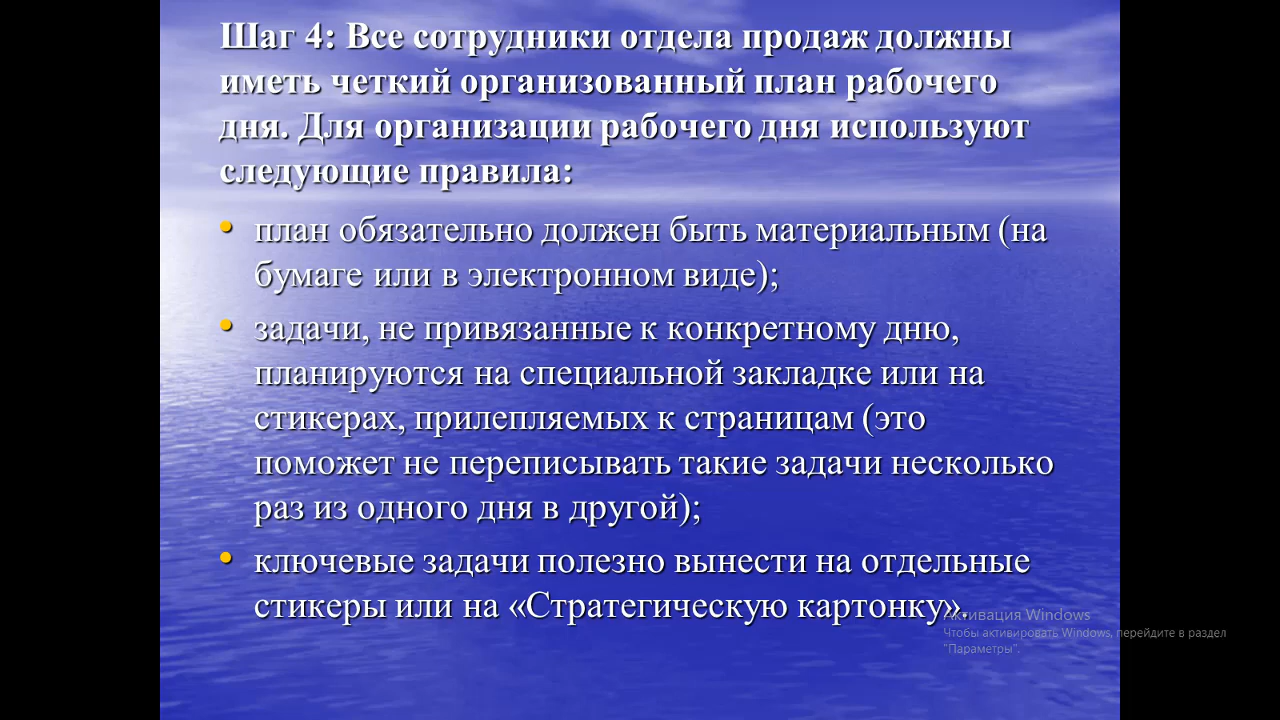 Шаг 4: Все сотрудники отдела продаж должны
иметь четкий организованный план рабочего
дня. Для организации рабочего дня используют
следующие правила:
• план обязательно должен быть материальным (на
бумаге или в электронном виде);
• задачи, не привязанные к конкретному дню,
планируются на специальной закладке или на
стикерах, прилепляемых к страницам (это
поможет не переписывать такие задачи несколько
раз из одного дня в другой);
• ключевые задачи полезно вынести на отдельные
стикеры или на «Стратегическую картонку».
Активация Windows
Чтобы активировать Windows, перейдите в раздел
"Параметры".